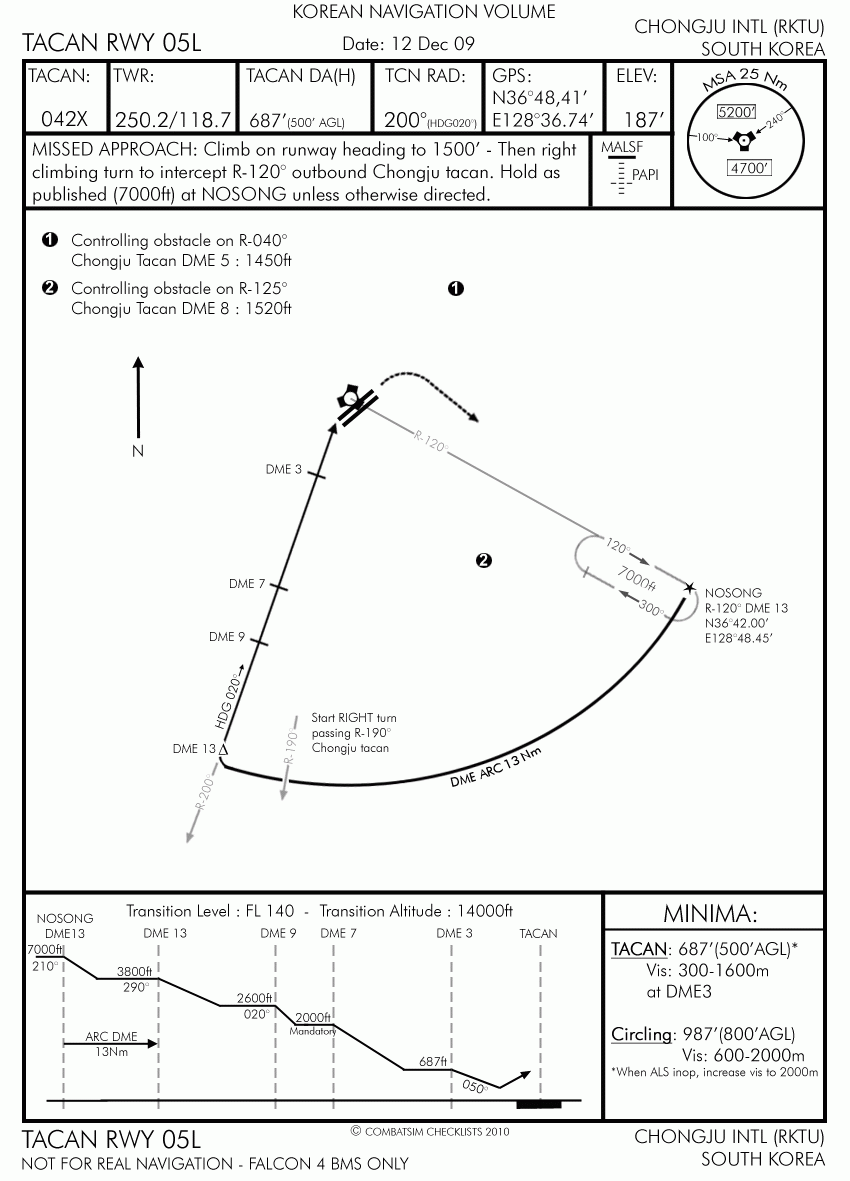 KOREAN NAVIGATION VOLUME
TACAN RWY 05L
Date: 12 Dec 09
CHONGJU INTL (RKTU)
SOUTH KOREA
TACAN:
042X
TWR:
250.2/118.7
TACAN DA(H)
687'(500' AGL)
TCN RAD:
200°(HDG020°)
GPS:
N36°48,41'
E128°36.74'
ELEV:
187'
MSA 25 Nm
5200'
240°
100°
4700'
MISSED APPROACH: Climb on runway heading to 1500' - Then right
climbing turn to intercept R-120° outbound Chongju tacan. Hold as
published (7000ft) at NOSONG unless otherwise directed.
MALSF
PAPI
1 Controlling obstacle on R-040°
Chongju Tacan DME 5 : 1450ft
2 Controlling obstacle on R-125°
Chongju Tacan DME 8 : 1520ft
1
N
R-120°
DME 3
2
120°
7000ft
300°
DME 7
NOSONG
R-120° DME 13
N36°42.00'
E128°48.45'
DME 9
HDG 020°
DME 13
R-190°
Start RIGHT turn
passing R-190°
Chongju tacan
R-200°
DME ARC 13 Nm
Transition Level : FL 140 - Transition Altitude : 14000ft
NOSONG
DME13
DME 13
DME 9
DME 7
DME 3
TACAN
7000ft
210°
3800ft
290°
2600ft
020°
2000ft
Mandatory
687ft
050°
ARC DME
13Nm
MINIMA:
TACAN: 687'(500'AGL)*
Vis: 300-1600m
at DME3
Circling: 987'(800'AGL)
Vis: 600-2000m
*When ALS inop, increase vis to 2000m
TACAN RWY 05L
NOT FOR REAL NAVIGATION - FALCON 4 BMS ONLY
© COMBATSIM CHECKLISTS 2010
CHONGJU INTL (RKTU)
SOUTH KOREA